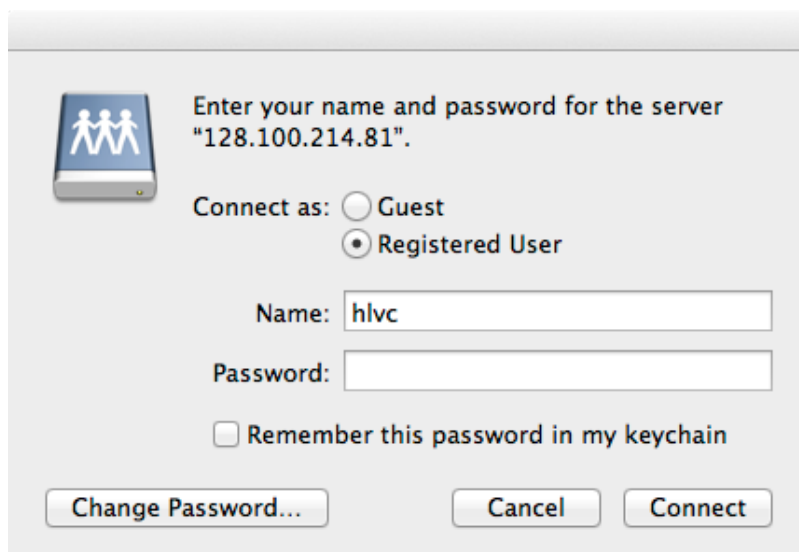 Enter your name and password for the server
“128.100.214.81”.
Connect as: Guest
Registered User
Name: hlvc
Password:
Remember this password in my keychain
Change Password... Cancel Connect